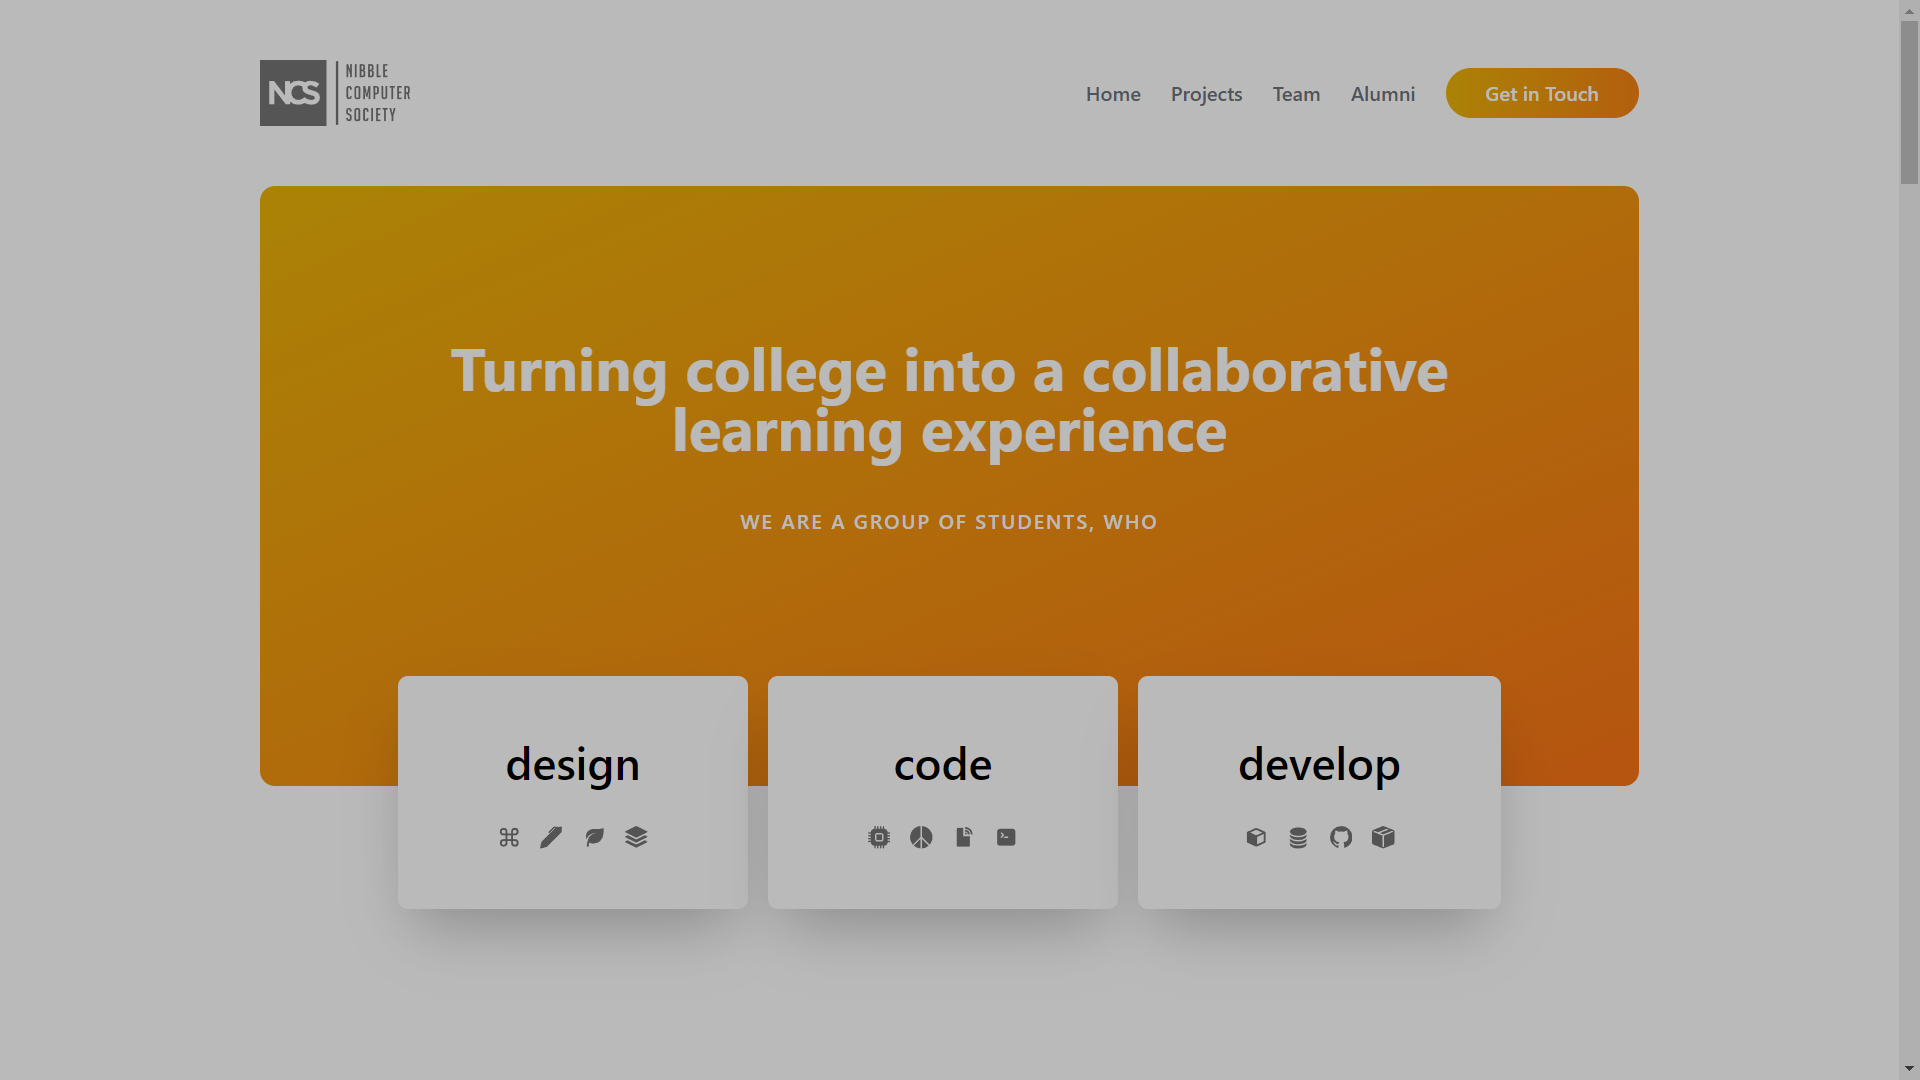 NCS
NIBBLE
COMPUTER
SOCIETY
Home
Projects
Team
Alumni
Get in Touch
Turning college into a collaborative
learning experience
WE ARE A GROUP OF STUDENTS, WHO
design
code
develop